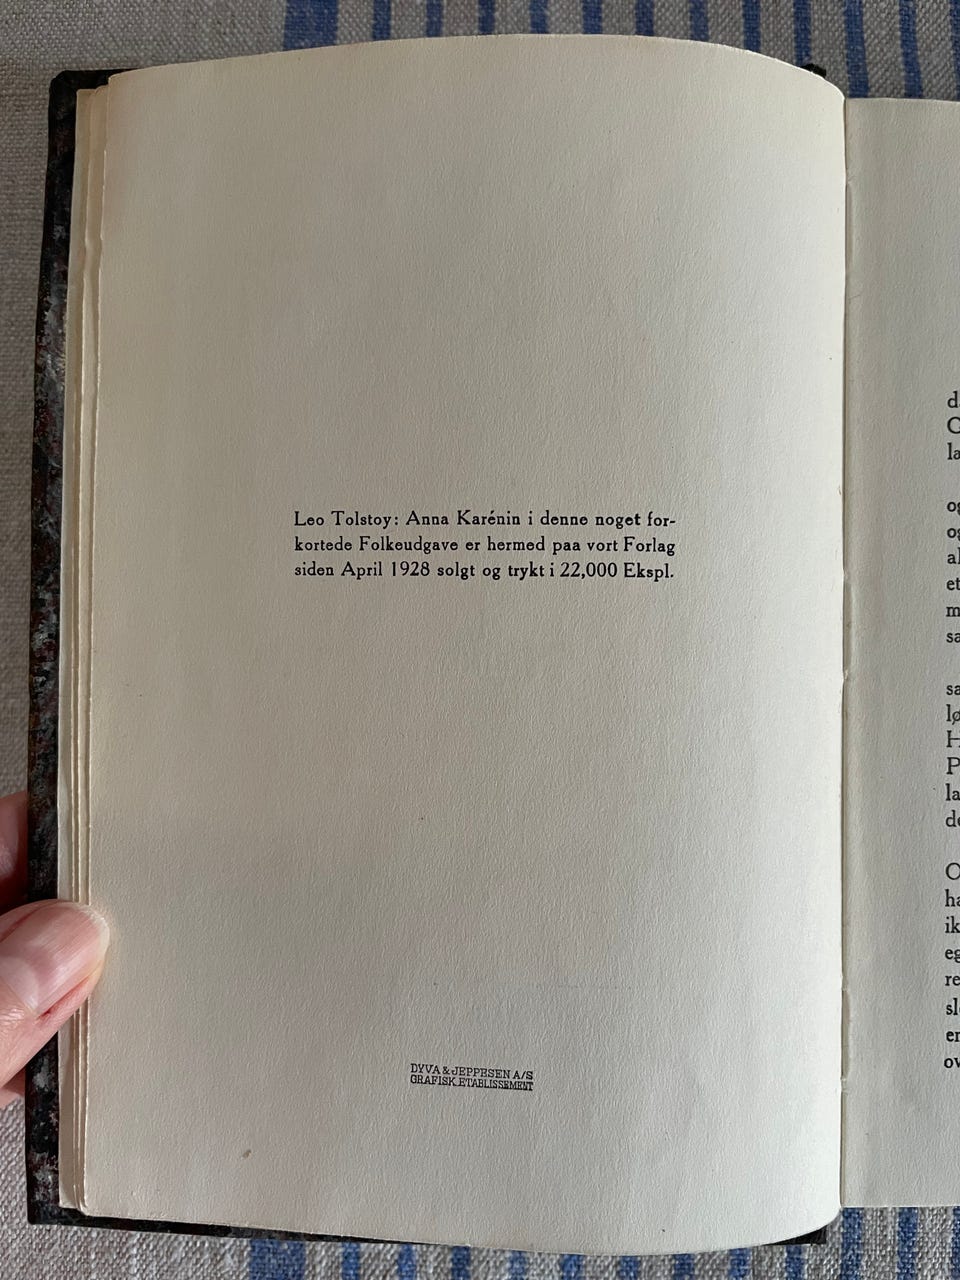 Leo Tolstoy: Anna Karénin i denne noget for-
kortede Folkeudgave er hermed paa vort Forlag
siden April 1928 solgt og trykt i 22,000 Ekspl.
DYVA & JEPPESEN A/S
GRAFISK ETABLISSEMENT